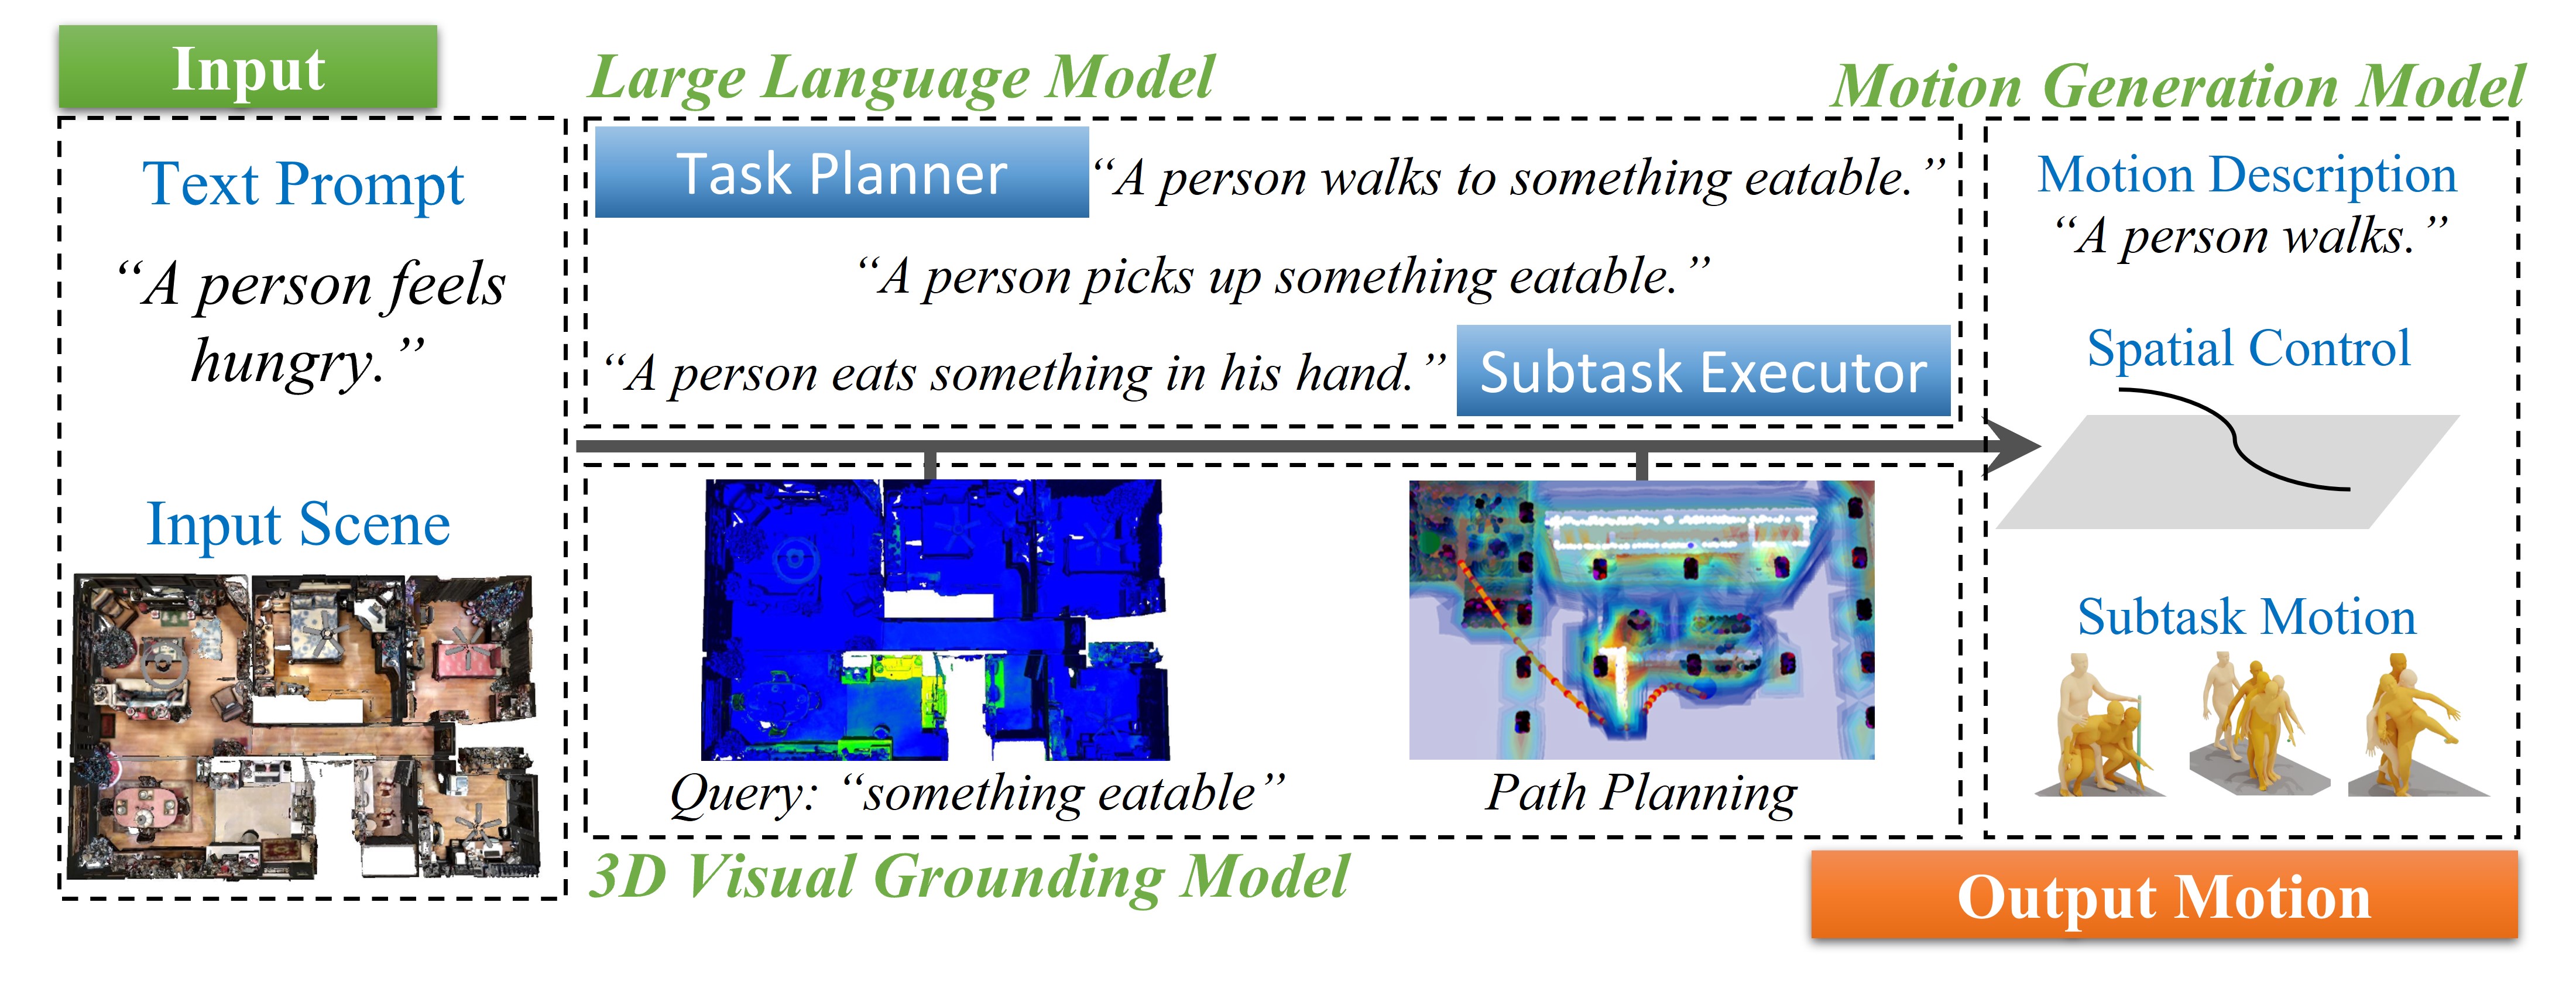 Input
Text Prompt
“A person feels
hungry.”
Input Scene
Large Language Model
Task Planner
“A person walks to something eatable.”
“A person picks up something eatable.”
“A person eats something in his hand.”
Subtask Executor
Query: “something eatable”
Path Planning
3D Visual Grounding Model
Motion Generation Model
Motion Description
“A person walks.”
Spatial Control
Subtask Motion
Output Motion